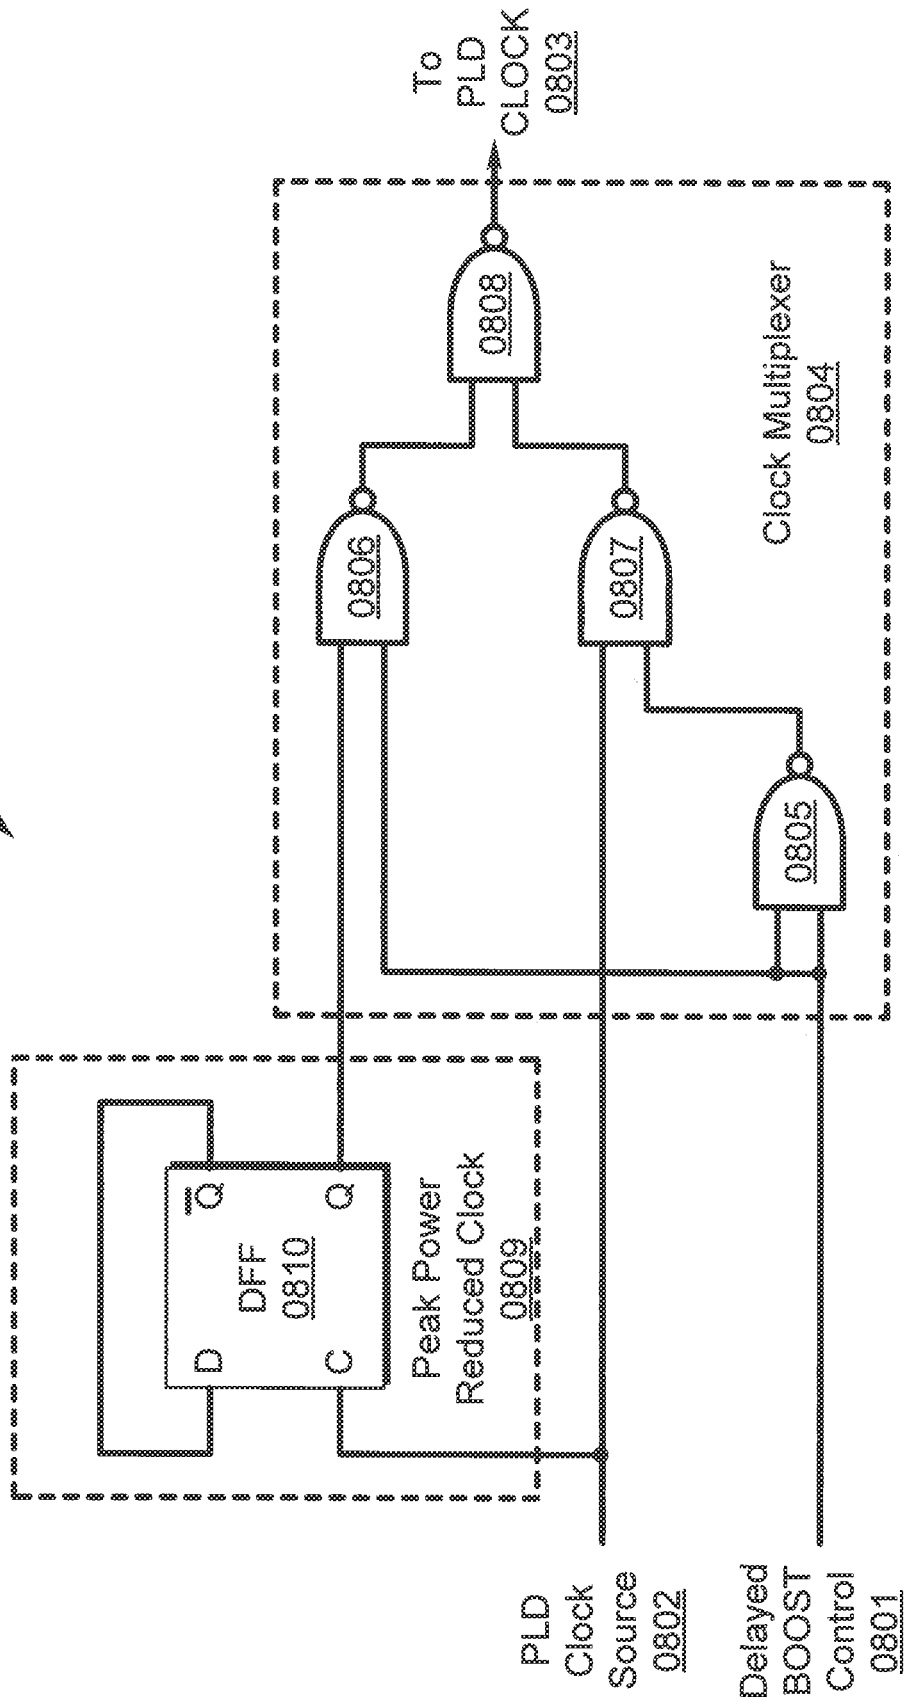 To
PLD
CLOCK
0803
0808
Clock Multiplexer
0804
0806
0807
0805
Q
Q
DFF
0810
D
C
Peak Power
Reduced Clock
0809
PLD
Clock
Source
0802
Delayed
BOOST
Control
0801